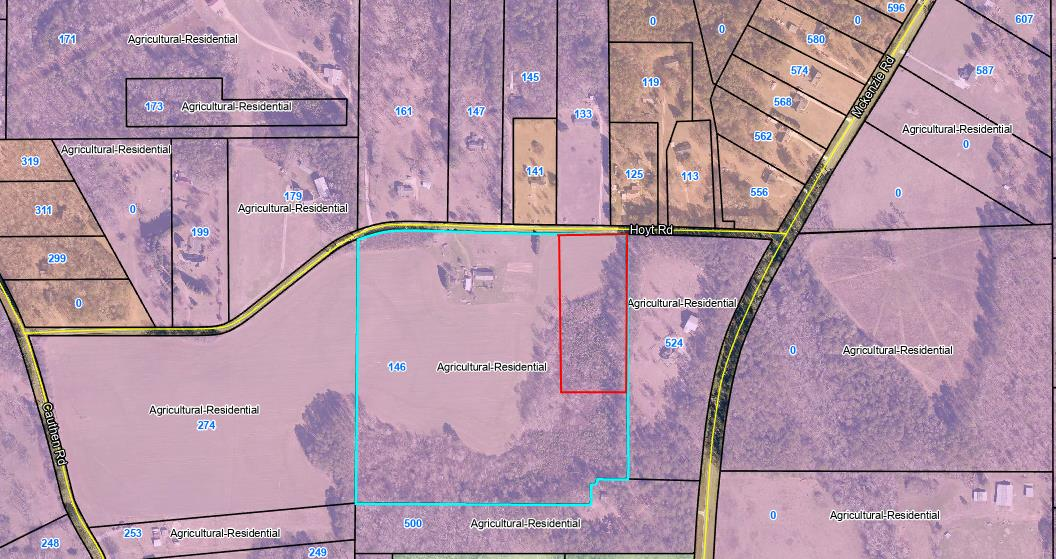 596
0
0
607
171
Agricultural-Residential
0
580
574
587
145
119
568
173
Agricultural-Residential
161
147
133
Mckenzie Rd
Agricultural-Residential
0
562
Agricultural-Residential
319
141
125
113
556
0
179
Agricultural-Residential
311
0
199
Hoyt Rd
299
0
Agricultural-Residential
524
0
Agricultural-Residential
146
Agricultural-Residential
Agricultural-Residential
274
Cauthen Rd
253
Agricultural-Residential
500
Agricultural-Residential
0
Agricultural-Residential
248
249